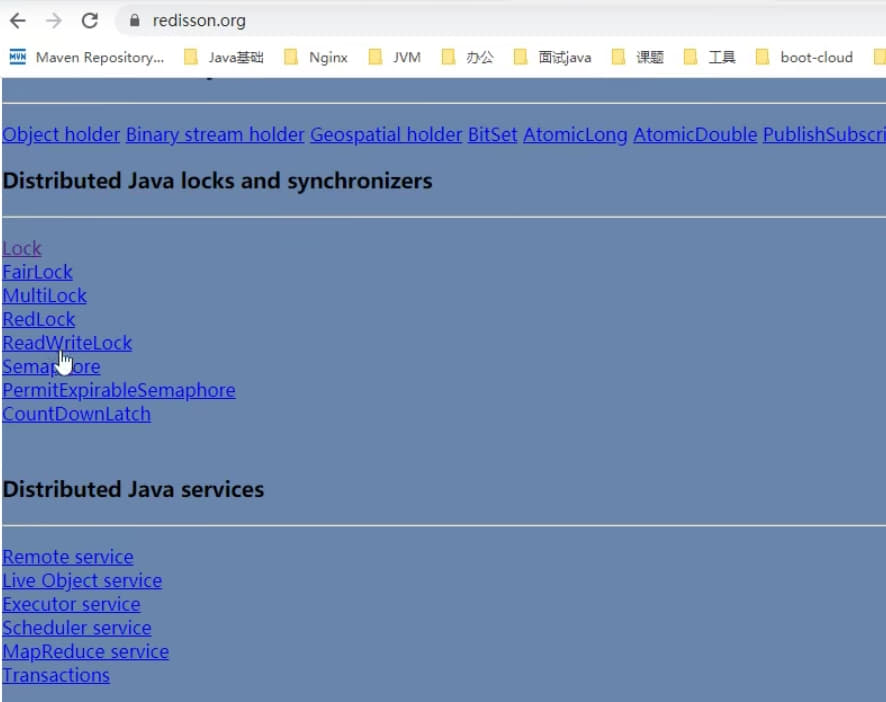 redisson.org
MVN Maven Repository... Java基础 Nginx JVM 办公 面试java 课题 工具 boot-cloud
Object holder Binary stream holder Geospatial holder BitSet AtomicLong AtomicDouble PublishSubscri
Distributed Java locks and synchronizers
Lock
FairLock
MultiLock
RedLock
ReadWriteLock
Semaphore
PermitExpirableSemaphore
CountDownLatch
Distributed Java services
Remote service
Live Object service
Executor service
Scheduler service
MapReduce service
Transactions